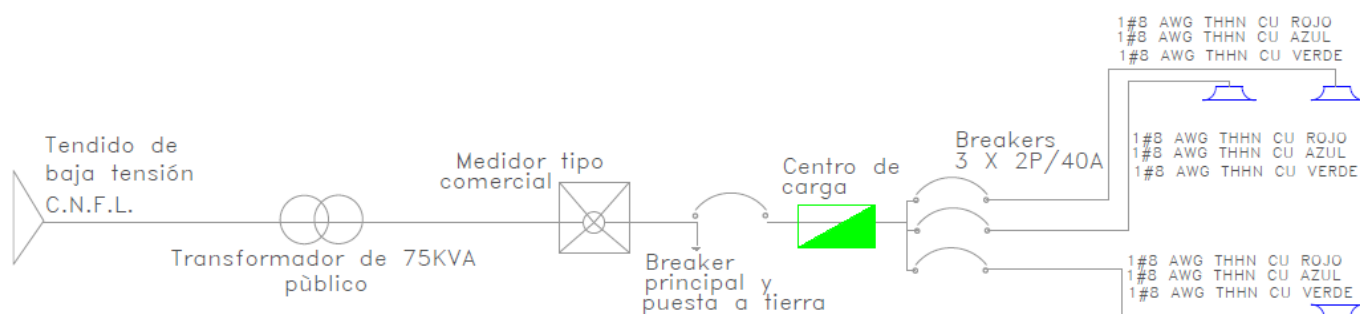 Tendido de
baja tensión
C.N.F.L.
Transformador de 75KVA
pùblico
Medidor tipo
comercial
Breaker
principal y
puesta a tierra
Centro de
carga
Breakers
3 X 2P/40A
1#8 AWG THHN CU ROJO
1#8 AWG THHN CU AZUL
1#8 AWG THHN CU VERDE
1#8 AWG THHN CU ROJO
1#8 AWG THHN CU AZUL
1#8 AWG THHN CU VERDE
1#8 AWG THHN CU ROJO
1#8 AWG THHN CU AZUL
1#8 AWG THHN CU VERDE